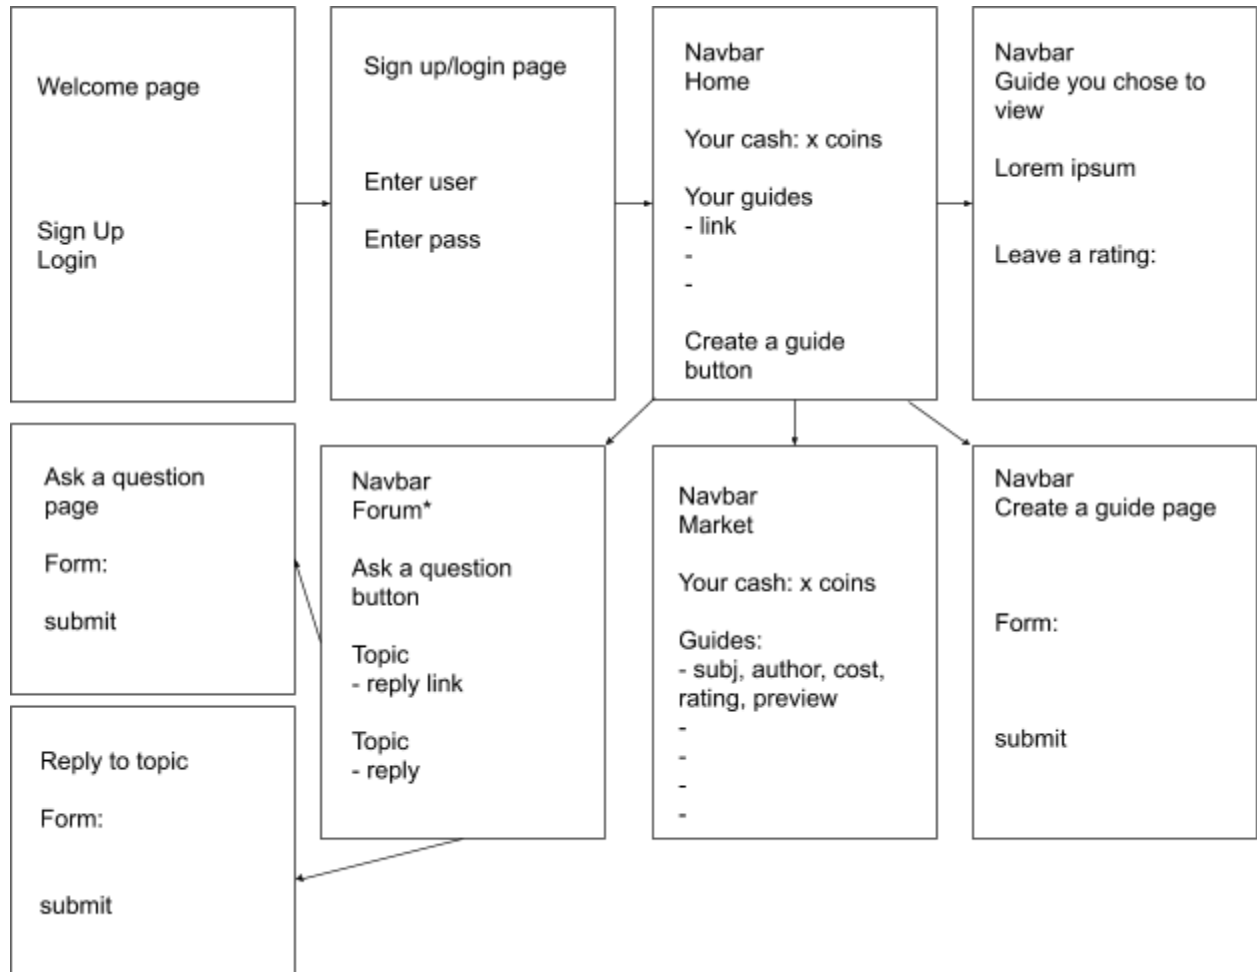 Welcome page
Sign Up
Login
Sign up/login page
Enter user
Enter pass
Navbar
Home
Your cash: x coins
Your guides
- link
-
-
Create a guide
button
Navbar
Guide you chose to
view
Lorem ipsum
Leave a rating:
Ask a question
page
Form:
submit
Navbar
Forum*
Ask a question
button
Topic
- reply link
Topic
- reply
Navbar
Market
Your cash: x coins
Guides:
- subj, author, cost,
rating, preview
-
-
-
-
Navbar
Create a guide page
Form:
submit
Reply to topic
Form:
submit